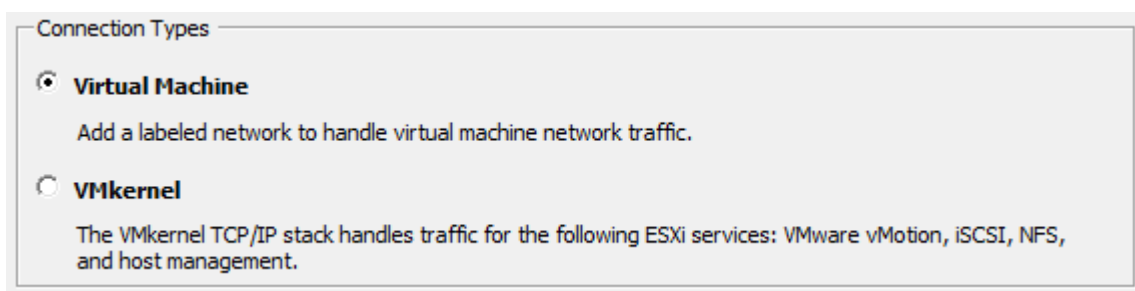 Connection Types
Virtual Machine
Add a labeled network to handle virtual machine network traffic.
VMkernel
The VMkernel TCP/IP stack handles traffic for the following ESXi services: VMware vMotion, iSCSI, NFS,
and host management.